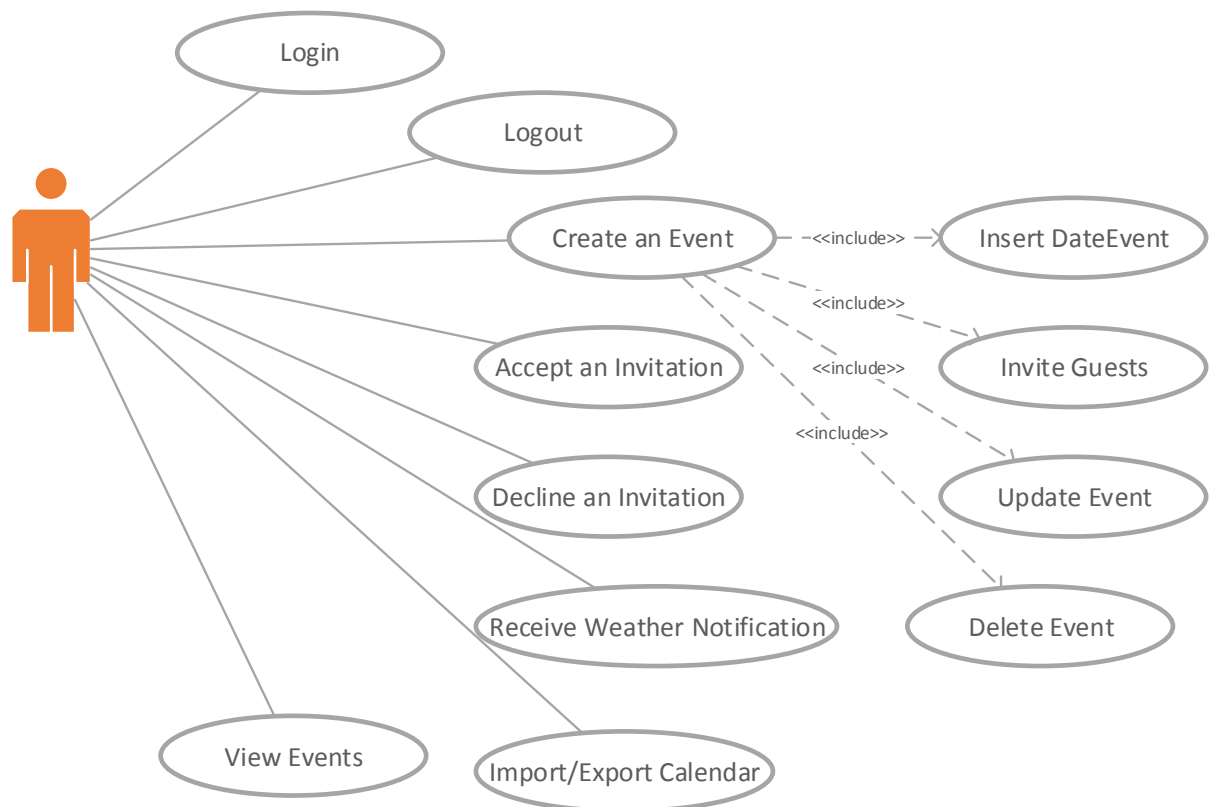 Login
Logout
Create an Event
<<include>>
Insert DateEvent
<<include>>
Accept an Invitation
<<include>>
Invite Guests
<<include>>
Decline an Invitation
Update Event
Receive Weather Notification
Delete Event
View Events
Import/Export Calendar